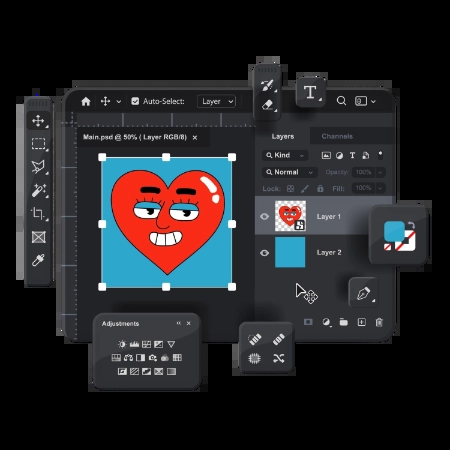 T
Auto-Select:
Layer
Main.psd @ 50% ( Layer RGB/8) ×
Layers
Channels
Kind
Normal
Opacity: 100%
Lock:
Fill: 100%
Layer 1
Layer 2
Adjustments